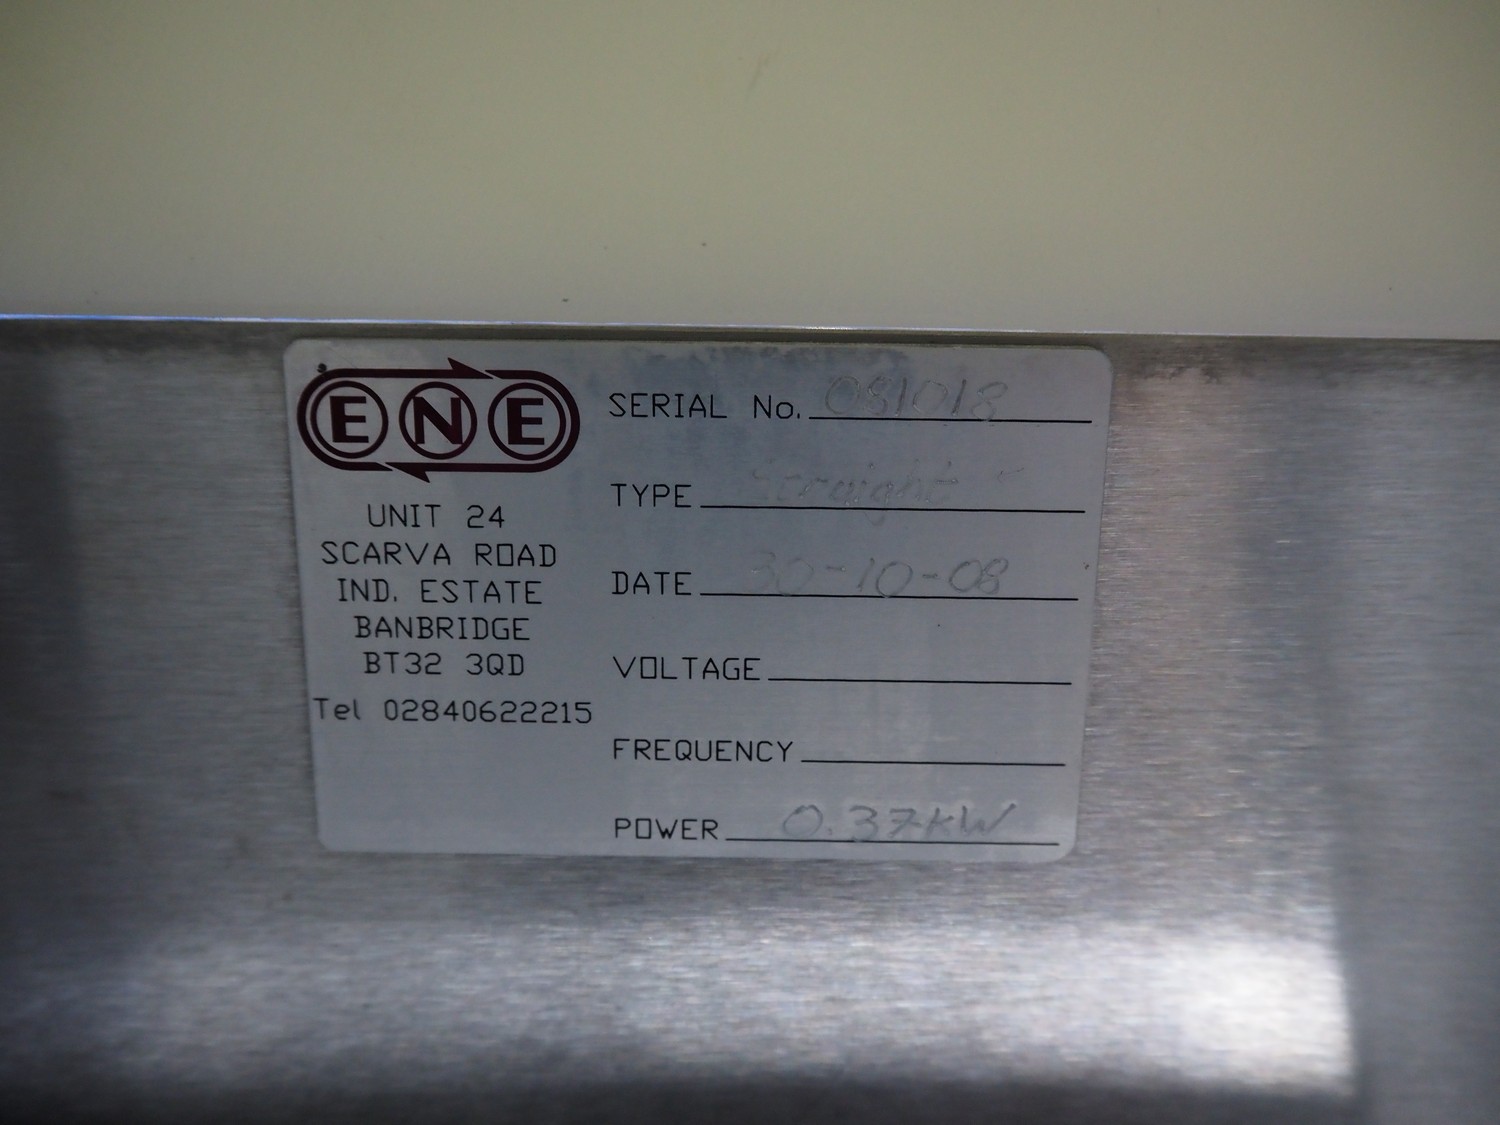 ENE
UNIT 24
SCARVA ROAD
IND. ESTATE
BANBRIDGE
BT32 3QD
Tel 02840622215
SERIAL No. 081018
TYPE Straight
DATE 30-10-08
VOLTAGE
FREQUENCY
POWER 0.37kW